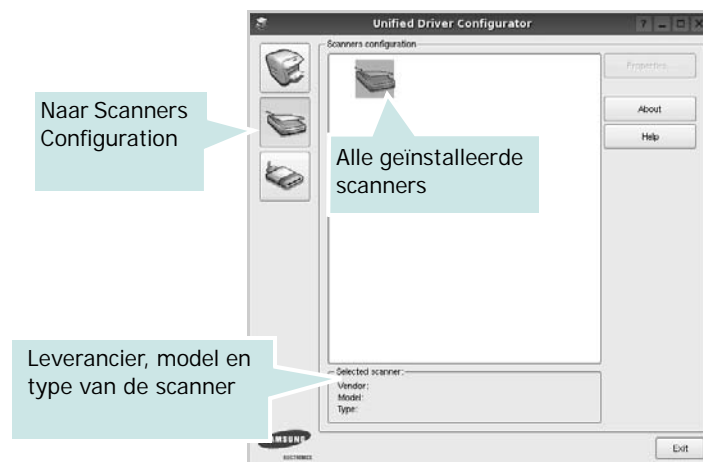 Unified Driver Configurator
Scanners configuration
Properties...
About
Help
Naar Scanners
Configuration
Alle geïnstalleerde
scanners
Leverancier, model en
type van de scanner
Selected scanner:
Vendor:
Model:
Type:
ELECTRONICS
Exit